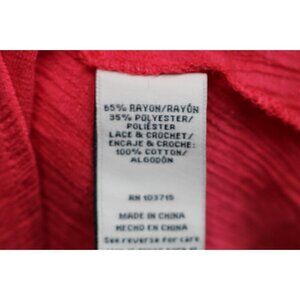 65% RAYON/RAYÓN
35% POLYESTER/
POLIÉSTER
LACE & CROCHET/
ENCAJE & CROCHE:
100% COTTON/
ALGODÓN
RN 103715
MADE IN CHINA
HECHO EN CHINA
See reverse for care